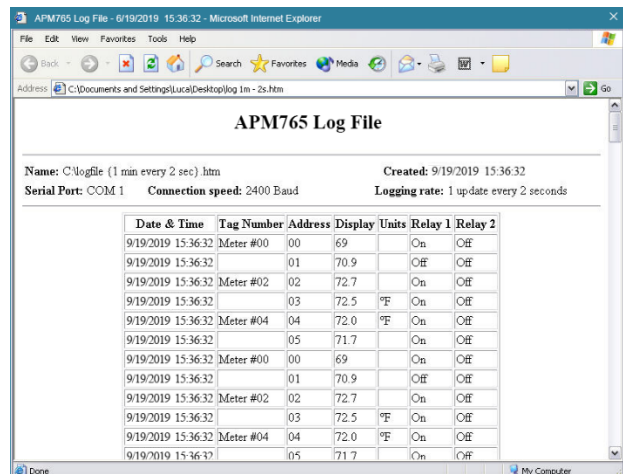 APM765 Log File - 6/19/2019 15:36:32 - Microsoft Internet Explorer
File Edit View Favorites Tools Help
Back Search Favorites Media
Address C:\Documents and Settings\Luca\Desktop\log 1m - 2s.htm Go
APM765 Log File
Name: C:\logfile (1 min every 2 sec).htm Created: 9/19/2019 15:36:32
Serial Port: COM 1 Connection speed: 2400 Baud Logging rate: 1 update every 2 seconds
Date & Time Tag Number Address Display Units Relay 1 Relay 2
9/19/2019 15:36:32 Meter #00 00 69 On Off
9/19/2019 15:36:32 01 70.9 Off Off
9/19/2019 15:36:32 Meter #02 02 72.7 On Off
9/19/2019 15:36:32 03 72.5 °F On Off
9/19/2019 15:36:32 Meter #04 04 72.0 °F On Off
9/19/2019 15:36:32 05 71.7 On Off
9/19/2019 15:36:32 Meter #00 00 69 On Off
9/19/2019 15:36:32 01 70.9 Off Off
9/19/2019 15:36:32 Meter #02 02 72.7 On Off
9/19/2019 15:36:32 03 72.5 °F On Off
9/19/2019 15:36:32 Meter #04 04 72.0 °F On Off
9/19/2019 15:36:32 05 71.7 On Off
Done My Computer